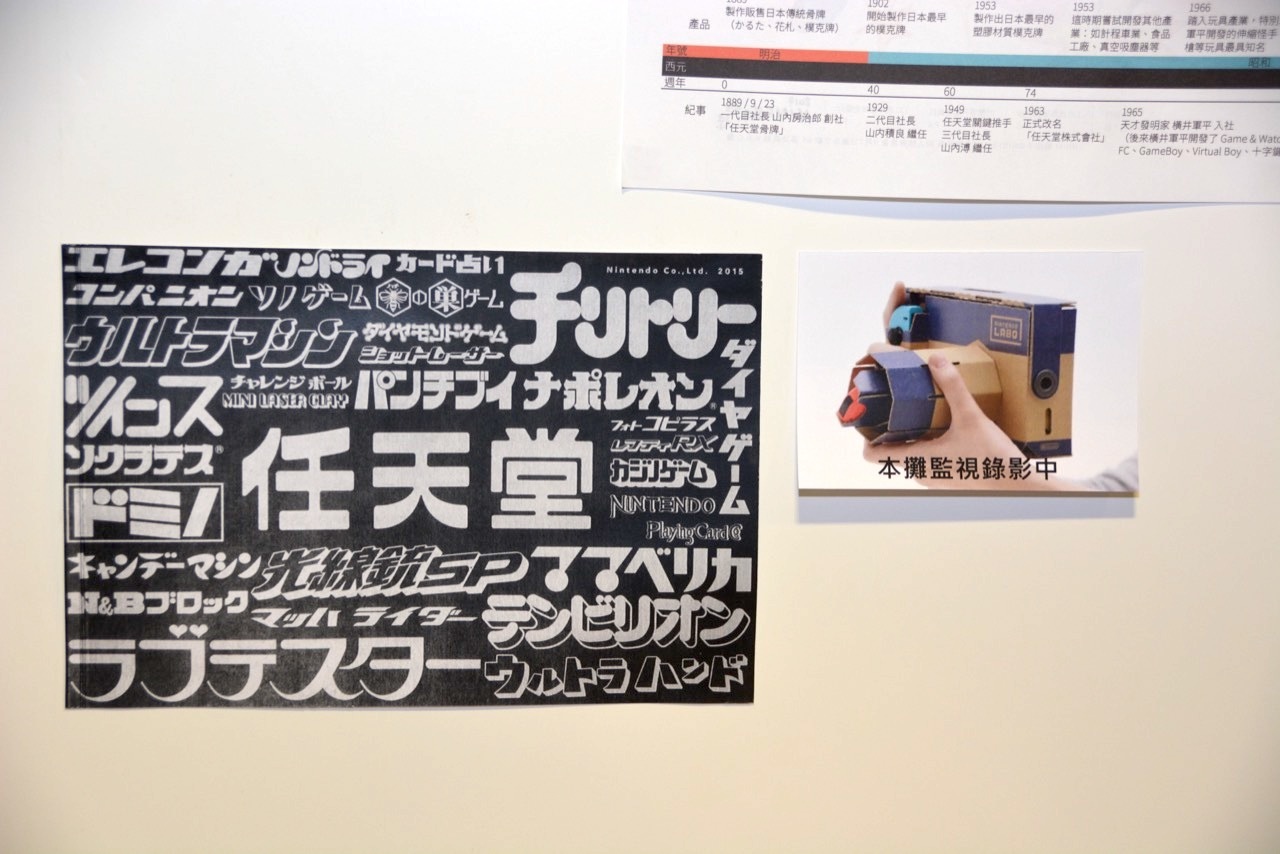 1902
1953
1953
1966
製作販售日本傳統骨牌
開始製作日本最早
製作出日本最早的
這時期嘗試開發其他產
踏入玩具產業，特別
產品
（かるた、花札、樸克牌）
的樸克牌
塑膠材質樸克牌
業；如計程車業、食品
軍平開發的伸縮怪手
工廠、真空吸塵器等
槍等玩具最具知名
年號
明治
昭和
西元
週年
0
40
60
74
紀事
1889 / 9 / 23
一代目社長 山內房治郎 創社
「任天堂骨牌」
1929
二代目社長
山內積良 繼任
1949
任天堂關鍵推手
三代目社長
山內溥 繼任
1963
正式改名
「任天堂株式會社」
1965
天才發明家 橫井軍平 入社
（後來橫井軍平開發了 Game & Watc
FC、GameBoy、Virtual Boy、十字鍵
エレコンガ リンドライ カード占い
Nintendo Co.,Ltd. 2015
コンパニオン ソノゲーム 蜂の巣ゲーム
チリトリー
ウルトラマシン
ダイヤモンドゲーム
ショットレーサー
ダイヤゲーム
ツインス
チャレンジ ボール
MINI LASER CLAY
パンチブイ ナポレオン®
フォト コピラス
ソクラテス®
任天堂
レフティRX
カジノゲーム
ドミノ
NINTENDO
Playing Card Co
キャンデーマシン
光線銃SP
ママベリカ
N&Bブロック
マッハ ライダー
テンビリオン
ラブテスター
ウルトラ ハンド
NINTENDO
LABO
本攤監視錄影中